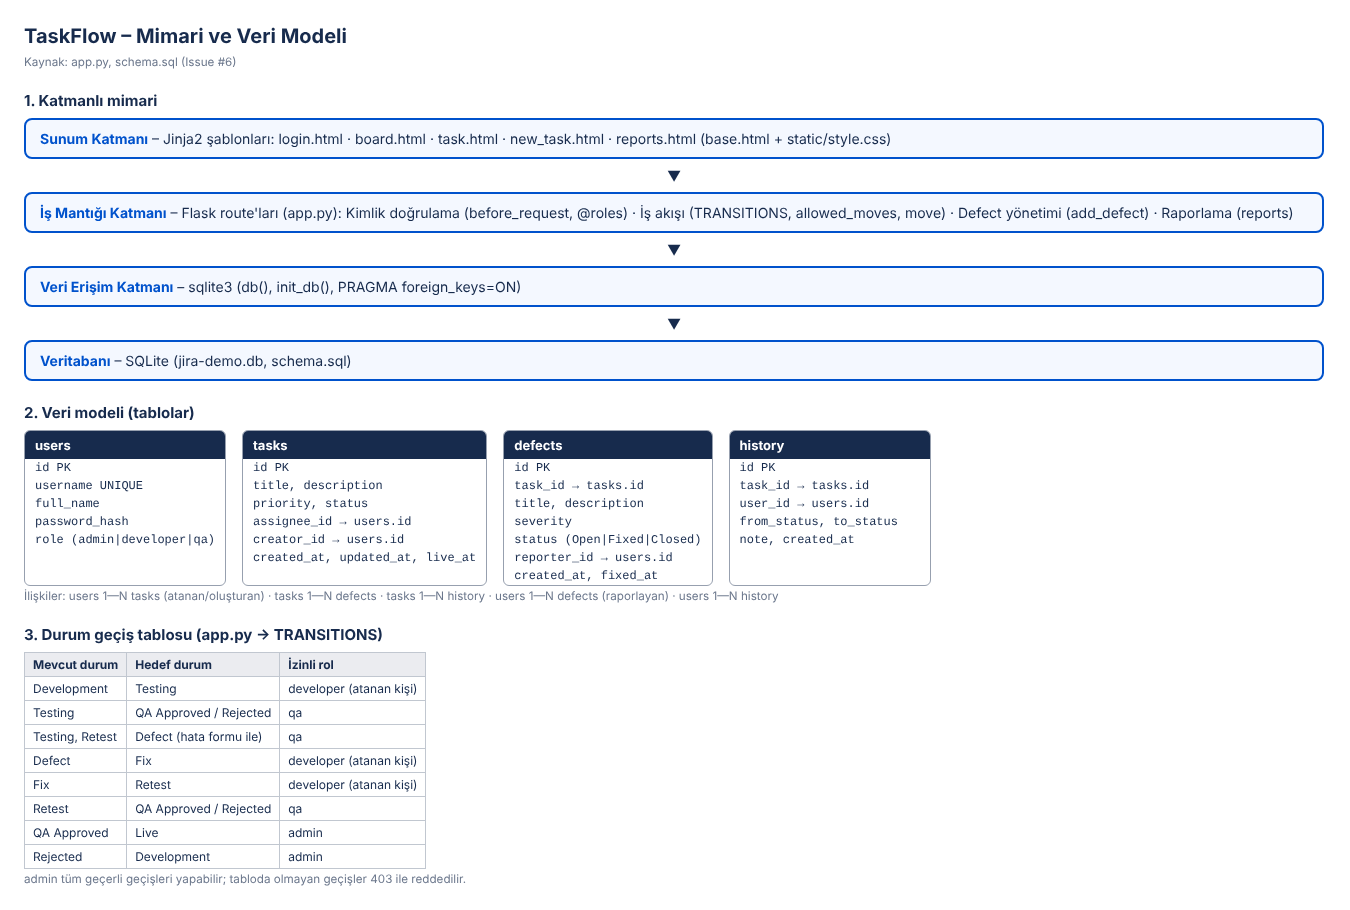 TaskFlow – Mimari ve Veri Modeli
Kaynak: app.py, schema.sql (Issue #6)
1. Katmanlı mimari
Sunum Katmanı – Jinja2 şablonları: login.html · board.html · task.html · new_task.html · reports.html (base.html + static/style.css)
▼
İş Mantığı Katmanı – Flask route'ları (app.py): Kimlik doğrulama (before_request, @roles) · İş akışı (TRANSITIONS, allowed_moves, move) · Defect yönetimi (add_defect) · Raporlama (reports)
▼
Veri Erişim Katmanı – sqlite3 (db(), init_db(), PRAGMA foreign_keys=ON)
▼
Veritabanı – SQLite (jira-demo.db, schema.sql)
2. Veri modeli (tablolar)
users
id PK
username UNIQUE
full_name
password_hash
role (admin|developer|qa)
tasks
id PK
title, description
priority, status
assignee_id → users.id
creator_id → users.id
created_at, updated_at, live_at
defects
id PK
task_id → tasks.id
title, description
severity
status (Open|Fixed|Closed)
reporter_id → users.id
created_at, fixed_at
history
id PK
task_id → tasks.id
user_id → users.id
from_status, to_status
note, created_at
İlişkiler: users 1—N tasks (atanan/oluşturan) · tasks 1—N defects · tasks 1—N history · users 1—N defects (raporlayan) · users 1—N history
3. Durum geçiş tablosu (app.py → TRANSITIONS)
Mevcut durum Hedef durum İzinli rol
Development Testing developer (atanan kişi)
Testing QA Approved / Rejected qa
Testing, Retest Defect (hata formu ile) qa
Defect Fix developer (atanan kişi)
Fix Retest developer (atanan kişi)
Retest QA Approved / Rejected qa
QA Approved Live admin
Rejected Development admin
admin tüm geçerli geçişleri yapabilir; tabloda olmayan geçişler 403 ile reddedilir.